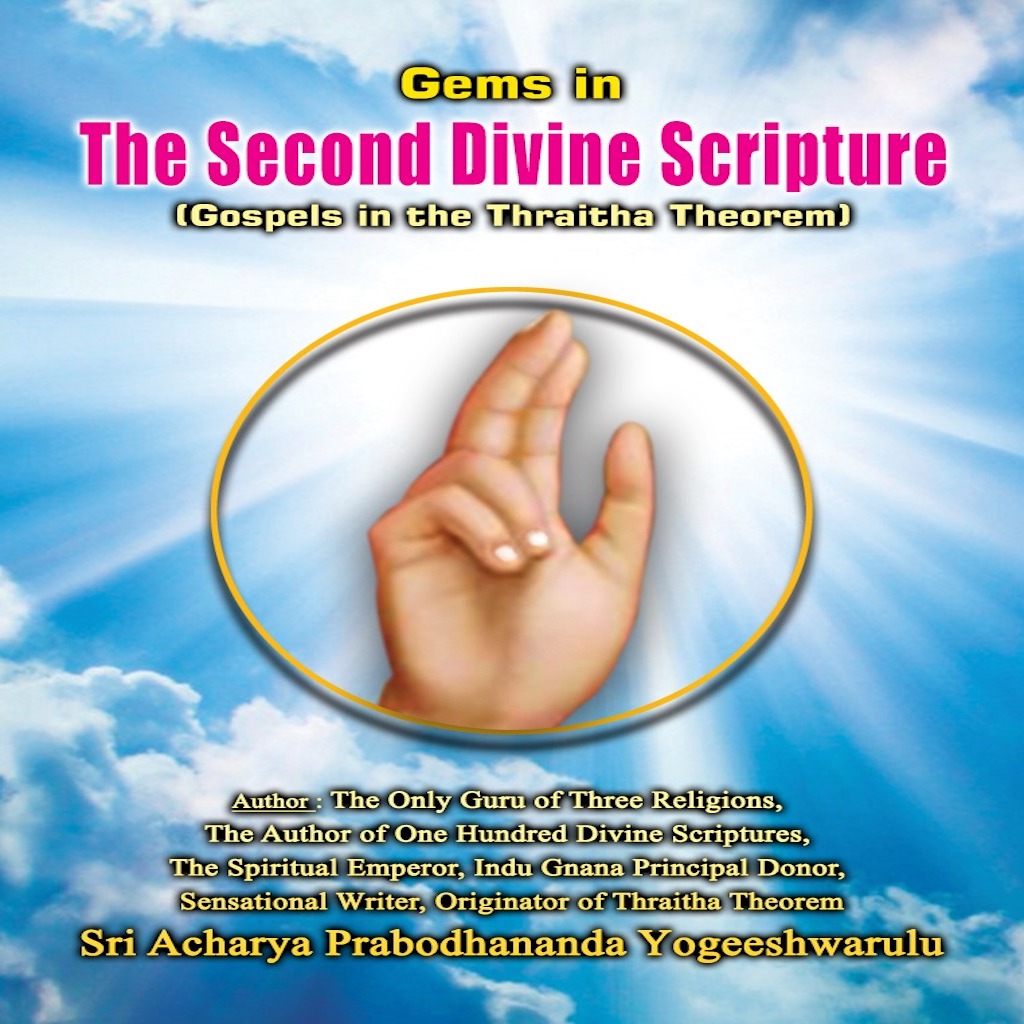 Gems in
The Second Divine Scripture
(Gospels in the Thraitha Theorem)
Author : The Only Guru of Three Religions,
The Author of One Hundred Divine Scriptures,
The Spiritual Emperor, Indu Gnana Principal Donor,
Sensational Writer, Originator of Thraitha Theorem
Sri Acharya Prabodhananda Yogeeshwarulu